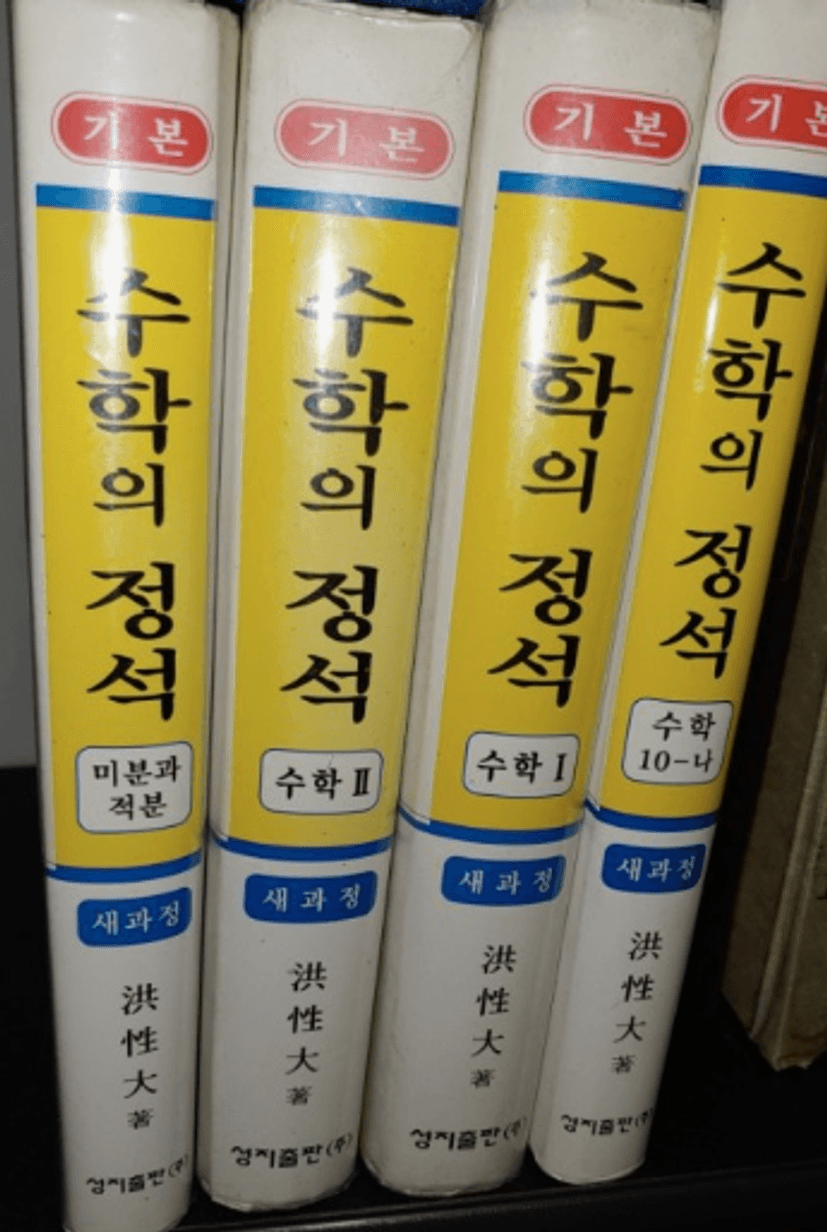 기본
수학의 정석
미분과
적분
새과정
洪性大 著
성지출판(주)
기본
수학의 정석
수학 Ⅱ
새과정
洪性大 著
성지출판(주)
기본
수학의 정석
수학 Ⅰ
새과정
洪性大 著
성지출판(주)
기본
수학의 정석
수학
10-나
새과정
洪性大 著
성지출판(주)